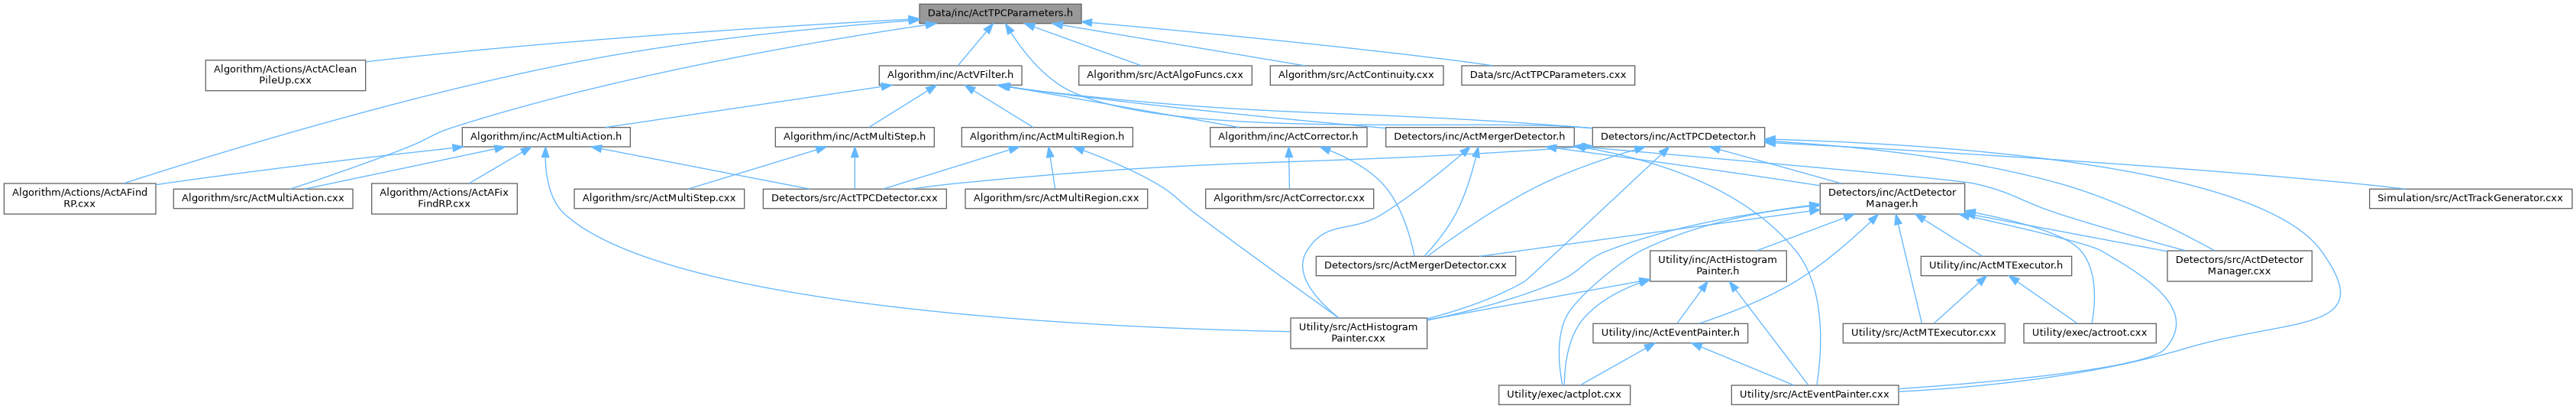 Data/inc/ActTPCParameters.h
Algorithm/Actions/ActAClean
PileUp.cxx
Algorithm/inc/ActVFilter.h
Algorithm/src/ActAlgoFuncs.cxx
Algorithm/src/ActContinuity.cxx
Data/src/ActTPCParameters.cxx
Algorithm/inc/ActMultiAction.h
Algorithm/inc/ActMultiStep.h
Algorithm/inc/ActMultiRegion.h
Algorithm/inc/ActCorrector.h
Detectors/inc/ActMergerDetector.h
Detectors/inc/ActTPCDetector.h
Algorithm/Actions/ActAFind
RP.cxx
Algorithm/src/ActMultiAction.cxx
Algorithm/Actions/ActAFix
FindRP.cxx
Algorithm/src/ActMultiStep.cxx
Detectors/src/ActTPCDetector.cxx
Algorithm/src/ActMultiRegion.cxx
Algorithm/src/ActCorrector.cxx
Detectors/inc/ActDetector
Manager.h
Simulation/src/ActTrackGenerator.cxx
Detectors/src/ActMergerDetector.cxx
Utility/inc/ActHistogram
Painter.h
Utility/inc/ActMTExecutor.h
Detectors/src/ActDetector
Manager.cxx
Utility/src/ActHistogram
Painter.cxx
Utility/inc/ActEventPainter.h
Utility/src/ActMTExecutor.cxx
Utility/exec/actroot.cxx
Utility/exec/actplot.cxx
Utility/src/ActEventPainter.cxx